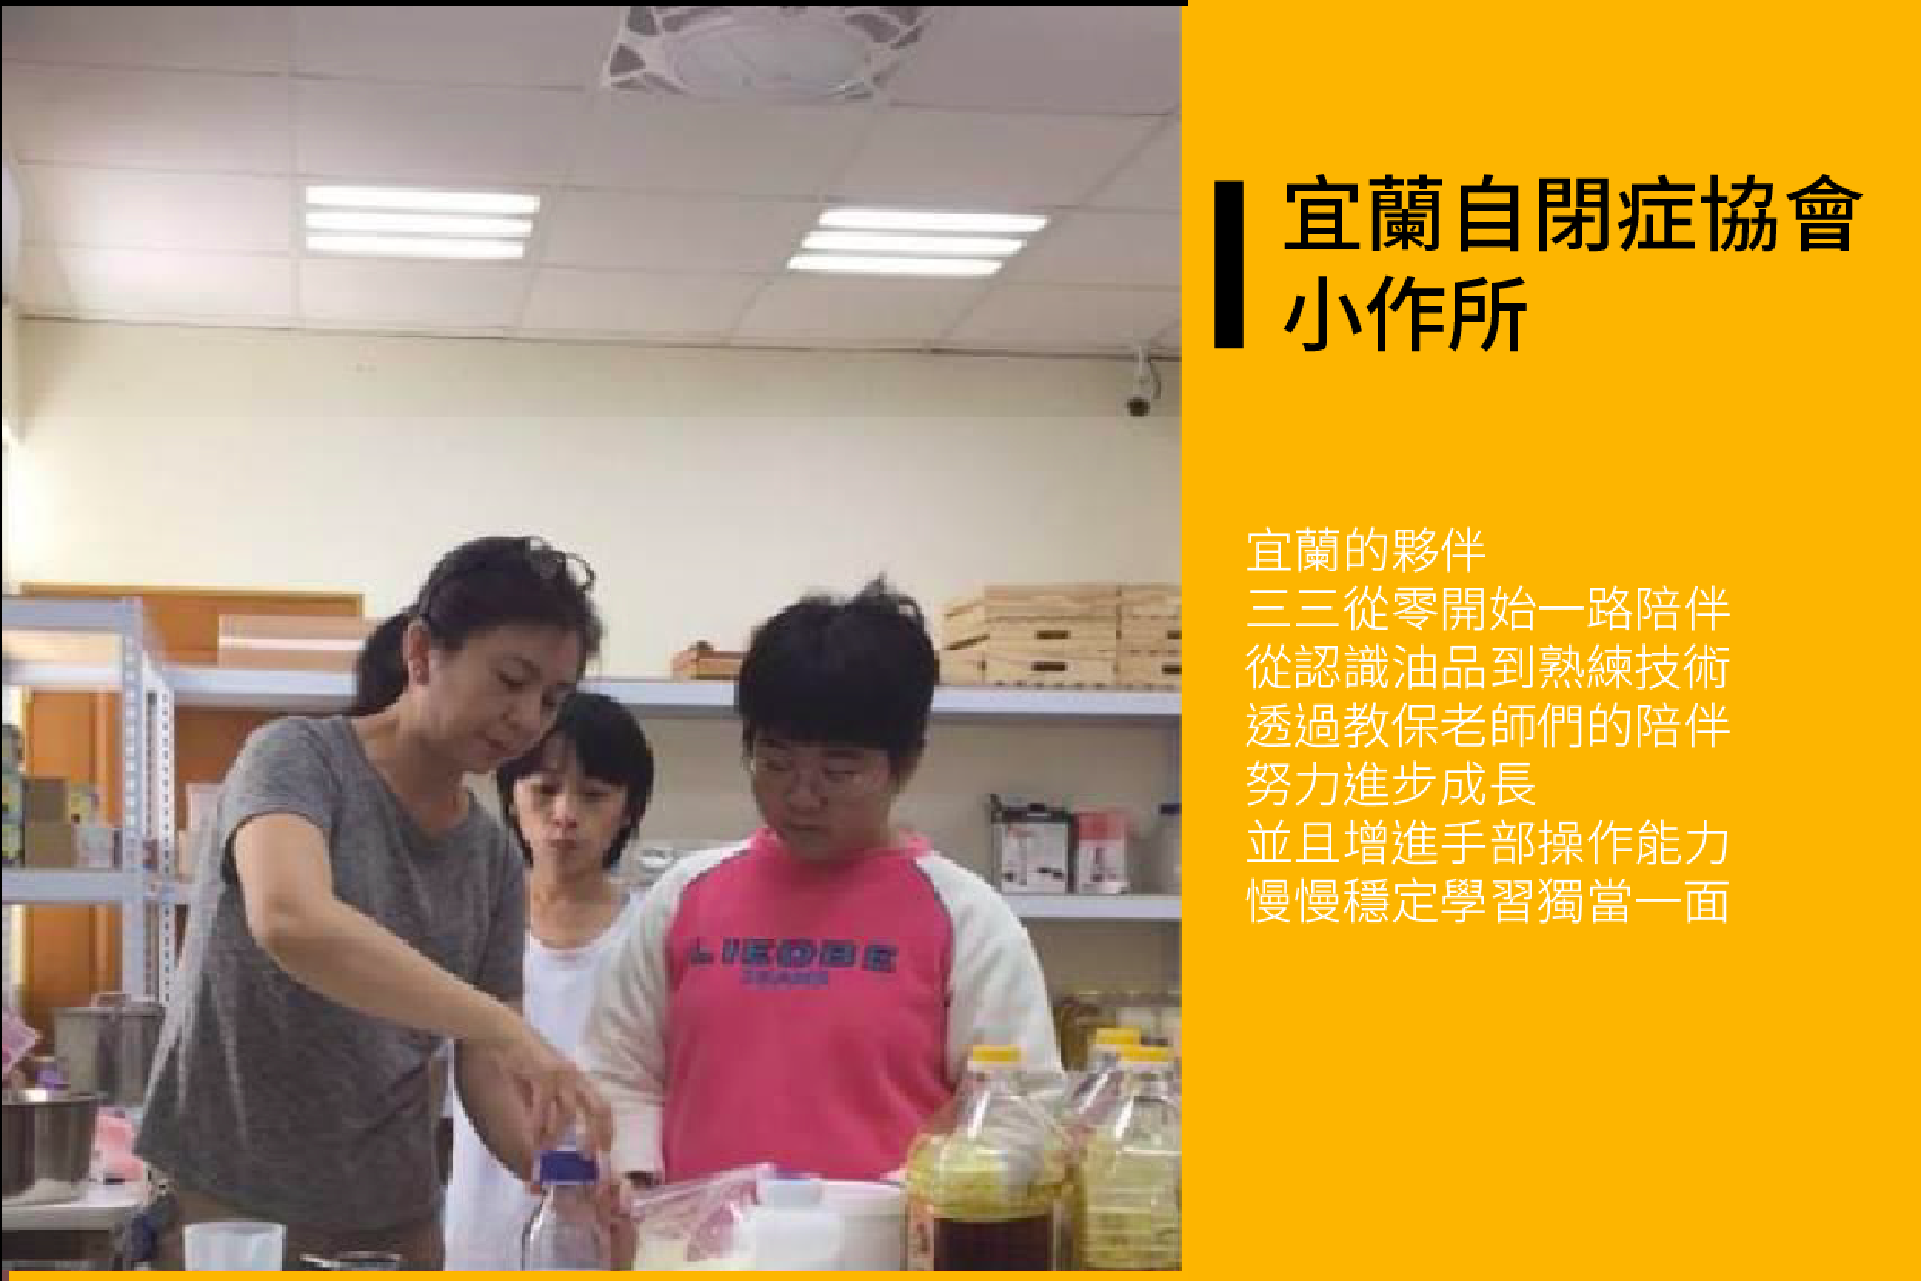 宜蘭自閉症協會
小作所
宜蘭的夥伴
三三從零開始一路陪伴
從認識油品到熟練技術
透過教保老師們的陪伴
努力進步成長
並且增進手部操作能力
慢慢穩定學習獨當一面